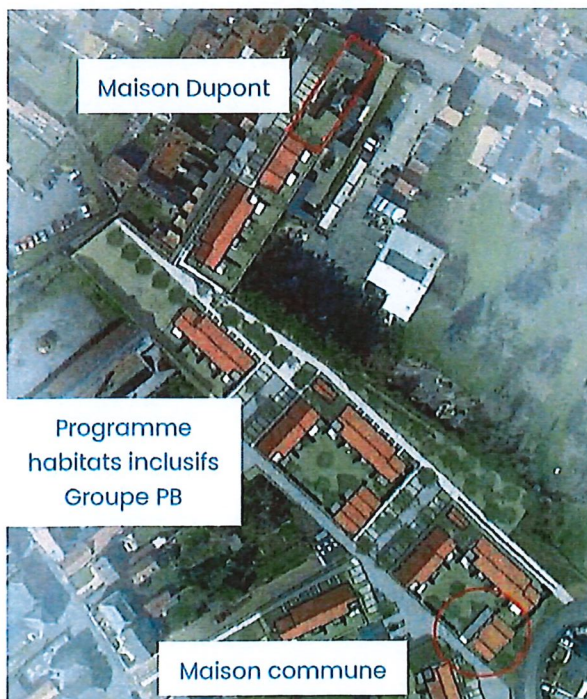 Maison Dupont
Programme
habitats inclusifs
Groupe PB
Maison commune